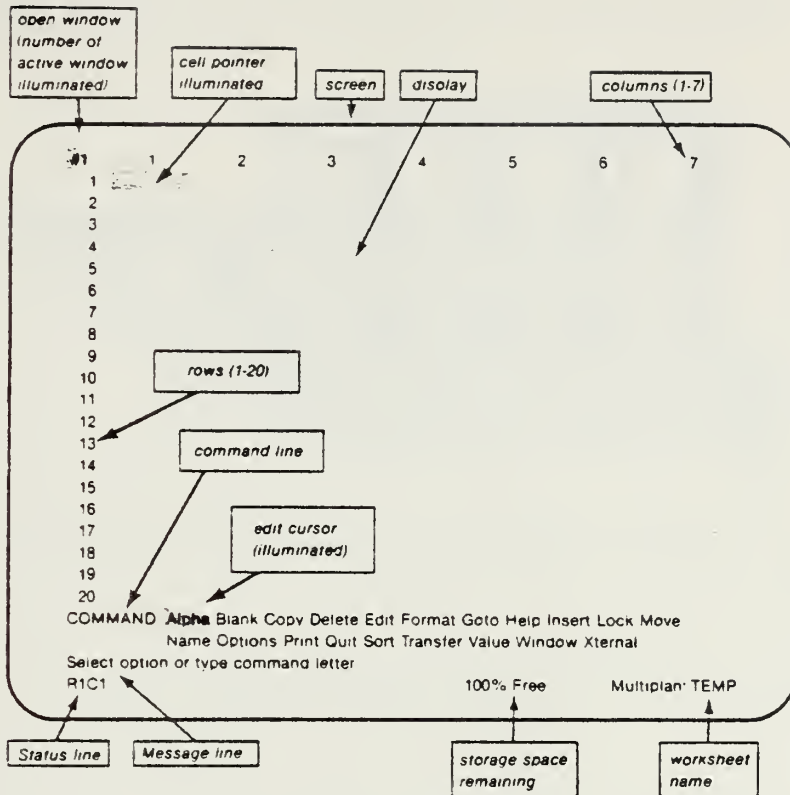 open window
(number of
active window
illuminated)
cell pointer
illuminated
screen
display
columns (1-7)
#1 1 2 3 4 5 6 7
1
2
3
4
5
6
7
8
9
10
11
12
13
14
15
16
17
18
19
20
rows (1-20)
command line
edit cursor
(illuminated)
COMMAND Alpha Blank Copy Delete Edit Format Goto Help Insert Lock Move
Name Options Print Quit Sort Transfer Value Window Xternal
Select option or type command letter
R1C1 100% Free Multiplan: TEMP
Status line
Message line
storage space
remaining
worksheet
name